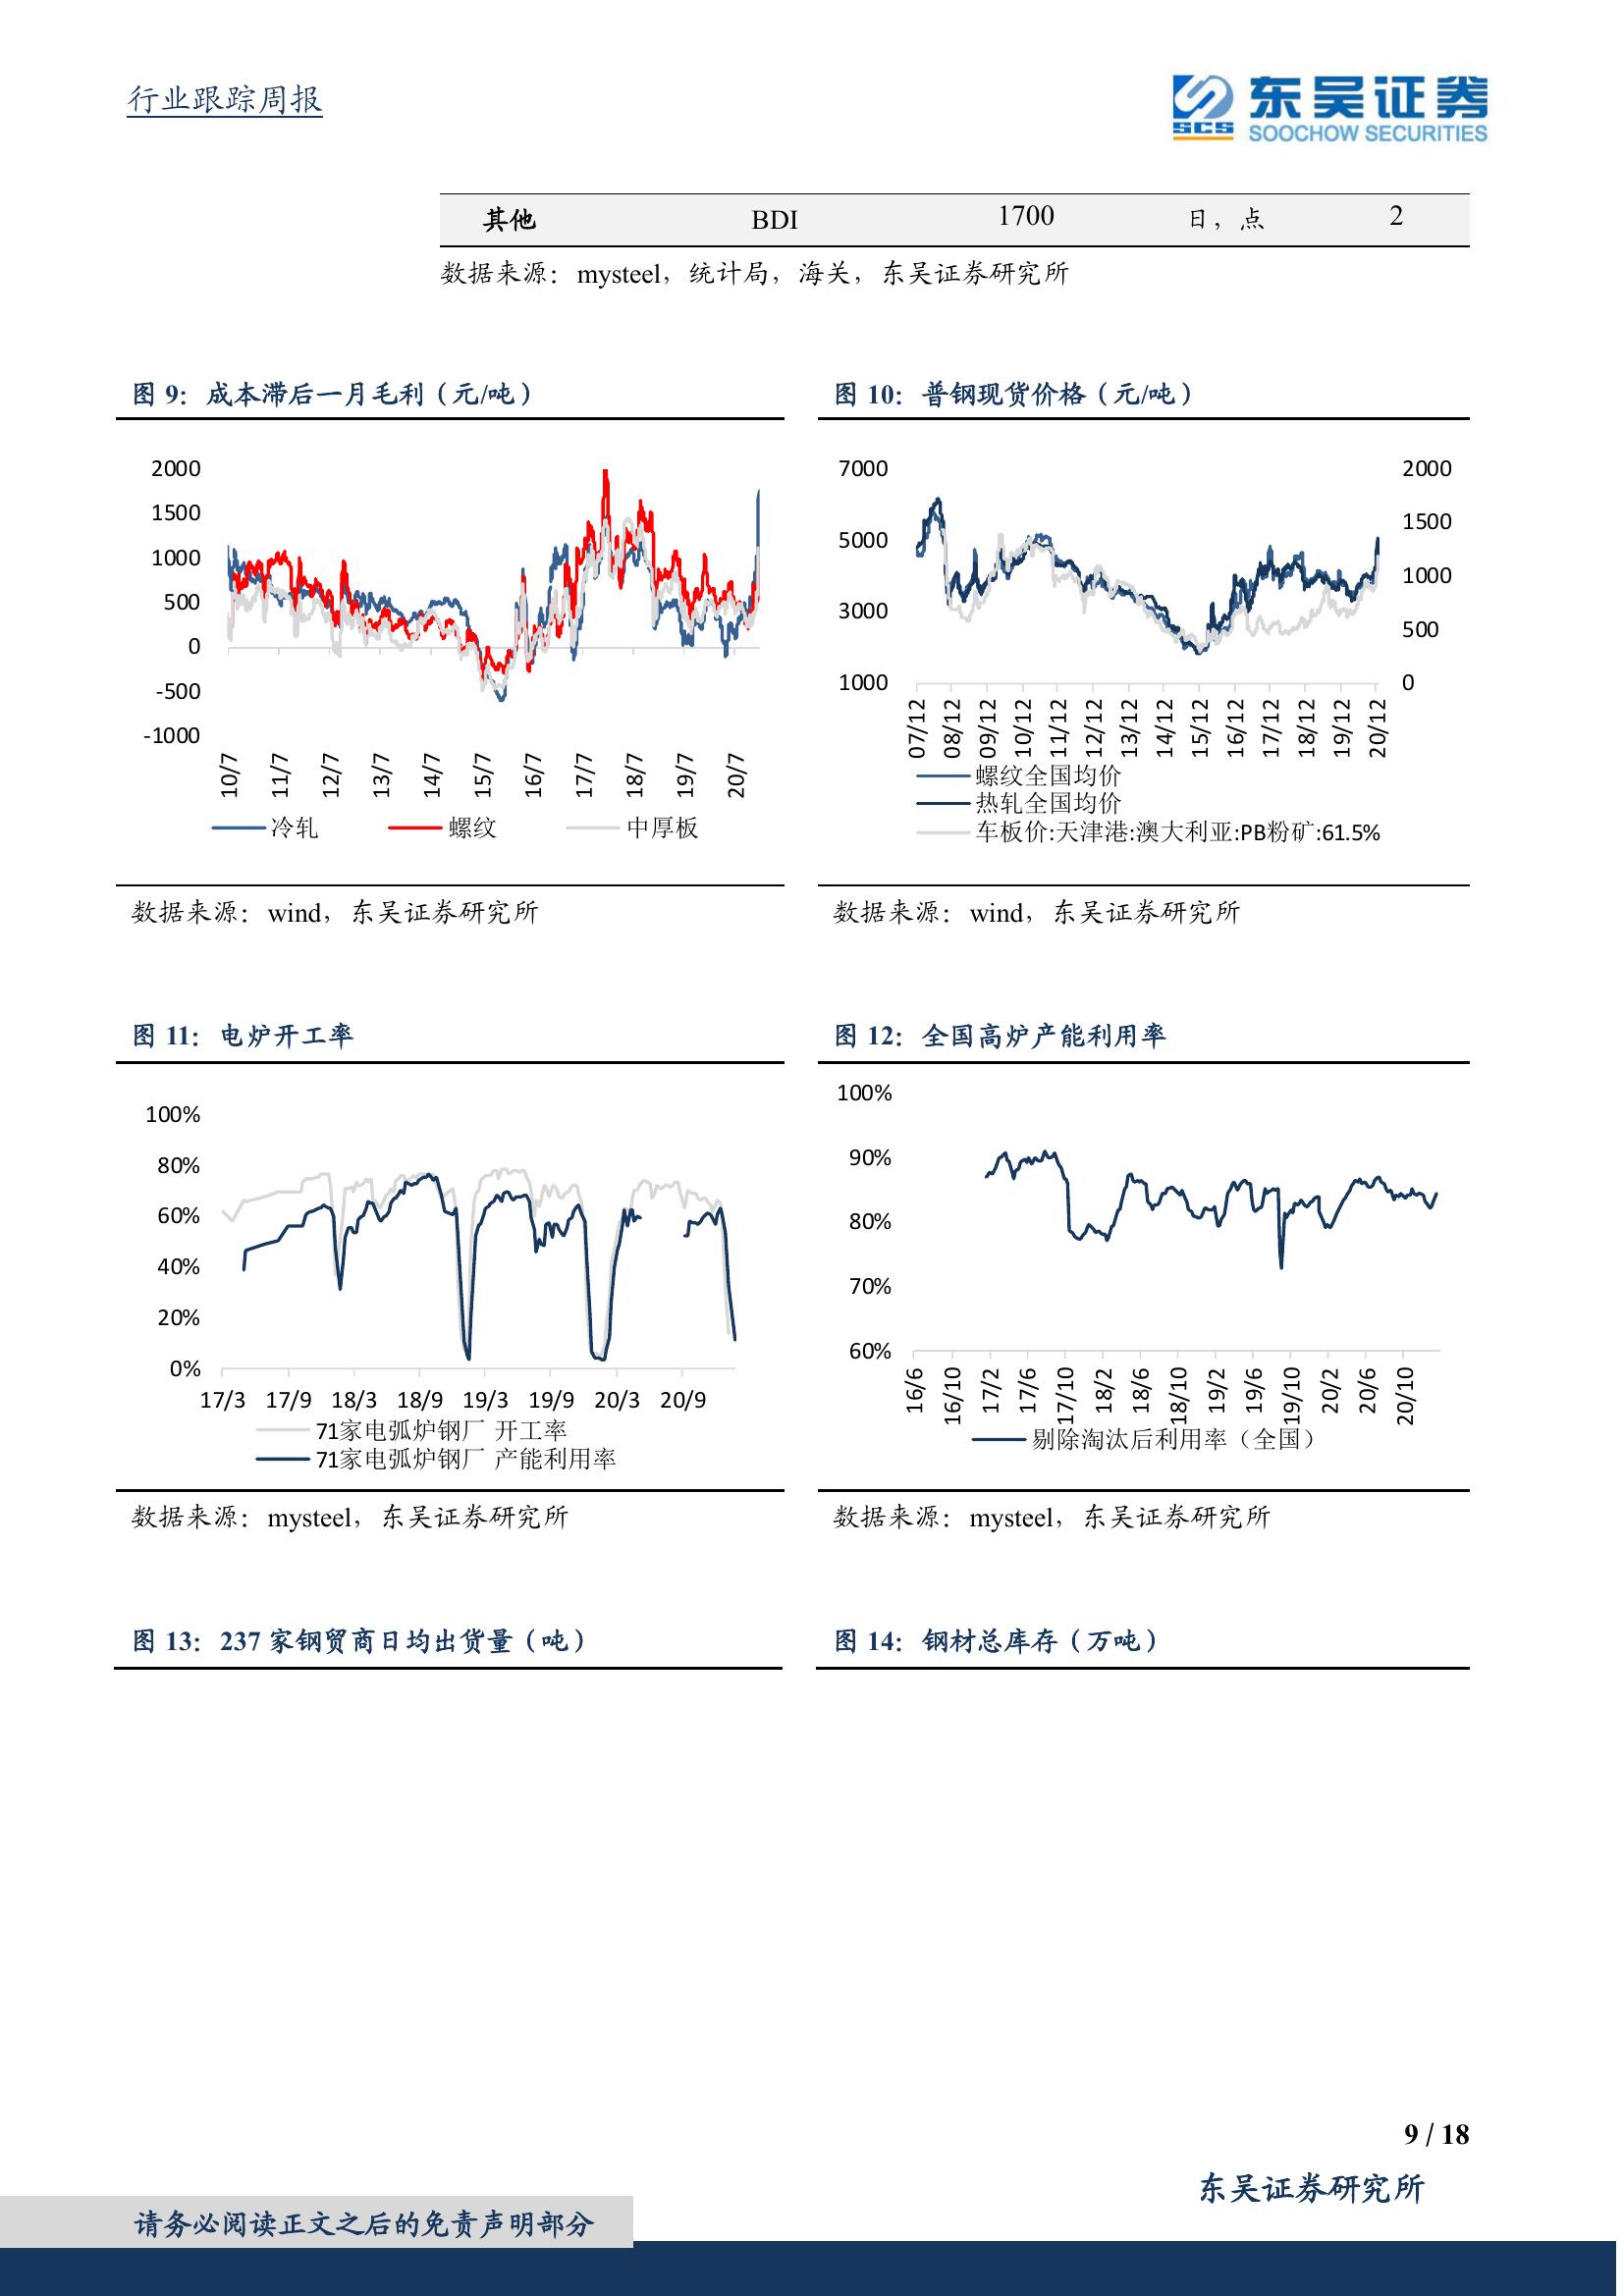 行业跟踪周报
SCS
东吴证券
SOOCHOW SECURITIES
其他 BDI 1700 日，点 2
数据来源：mysteel，统计局，海关，东吴证券研究所
图 9：成本滞后一月毛利（元/吨）
2000
1500
1000
500
0
-500
-1000
10/7 11/7 12/7 13/7 14/7 15/7 16/7 17/7 18/7 19/7 20/7
冷轧 螺纹 中厚板
数据来源：wind，东吴证券研究所
图 10：普钢现货价格（元/吨）
7000
5000
3000
1000
2000
1500
1000
500
0
07/12 08/12 09/12 10/12 11/12 12/12 13/12 14/12 15/12 16/12 17/12 18/12 19/12 20/12
螺纹全国均价
热轧全国均价
车板价:天津港:澳大利亚:PB粉矿:61.5%
数据来源：wind，东吴证券研究所
图 11：电炉开工率
100%
80%
60%
40%
20%
0%
17/3 17/9 18/3 18/9 19/3 19/9 20/3 20/9
71家电弧炉钢厂 开工率
71家电弧炉钢厂 产能利用率
数据来源：mysteel，东吴证券研究所
图 12：全国高炉产能利用率
100%
90%
80%
70%
60%
16/6 16/10 17/2 17/6 17/10 18/2 18/6 18/10 19/2 19/6 19/10 20/2 20/6 20/10
剔除淘汰后利用率（全国）
数据来源：mysteel，东吴证券研究所
图 13：237 家钢贸商日均出货量（吨）
图 14：钢材总库存（万吨）
9 / 18
东吴证券研究所
请务必阅读正文之后的免责声明部分